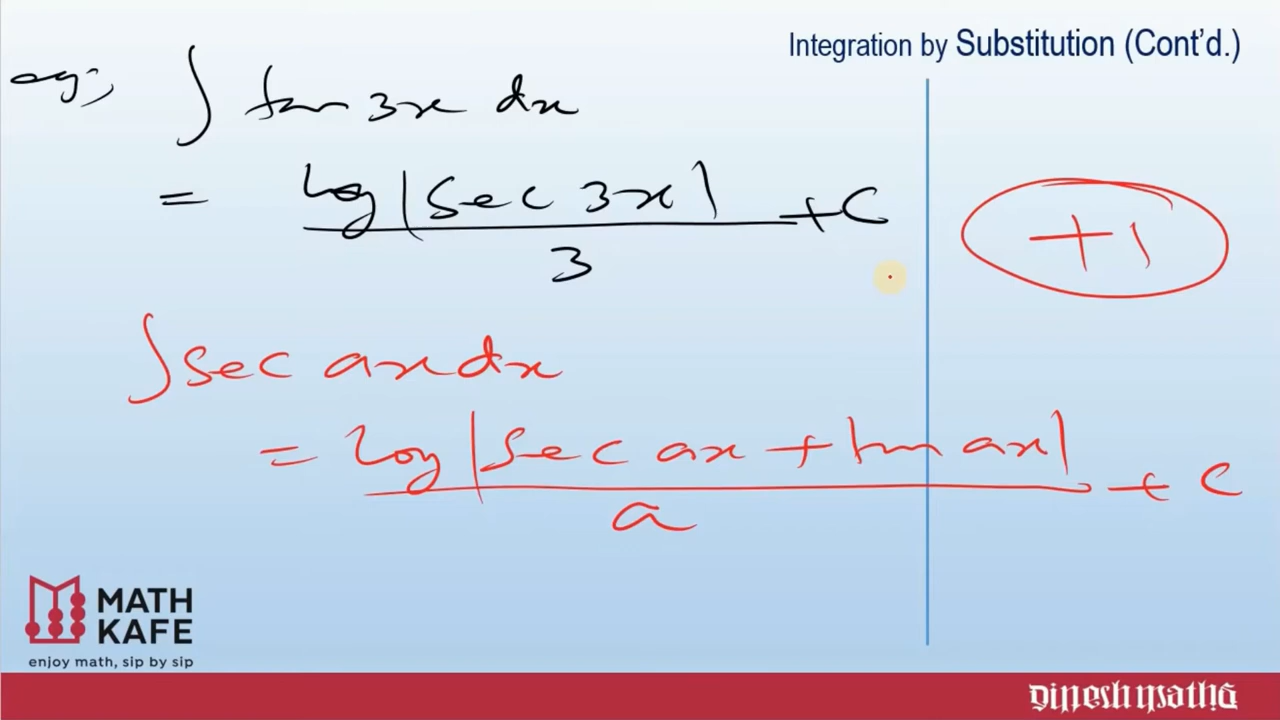 Integration by Substitution (Cont'd.)
eg;
∫ tan 3x dx
= log|sec 3x| / 3 + c
+1
∫ sec ax dx
= log|sec ax + tan ax| / a + c
MATH
KAFE
enjoy math, sip by sip
Dinesh Maths